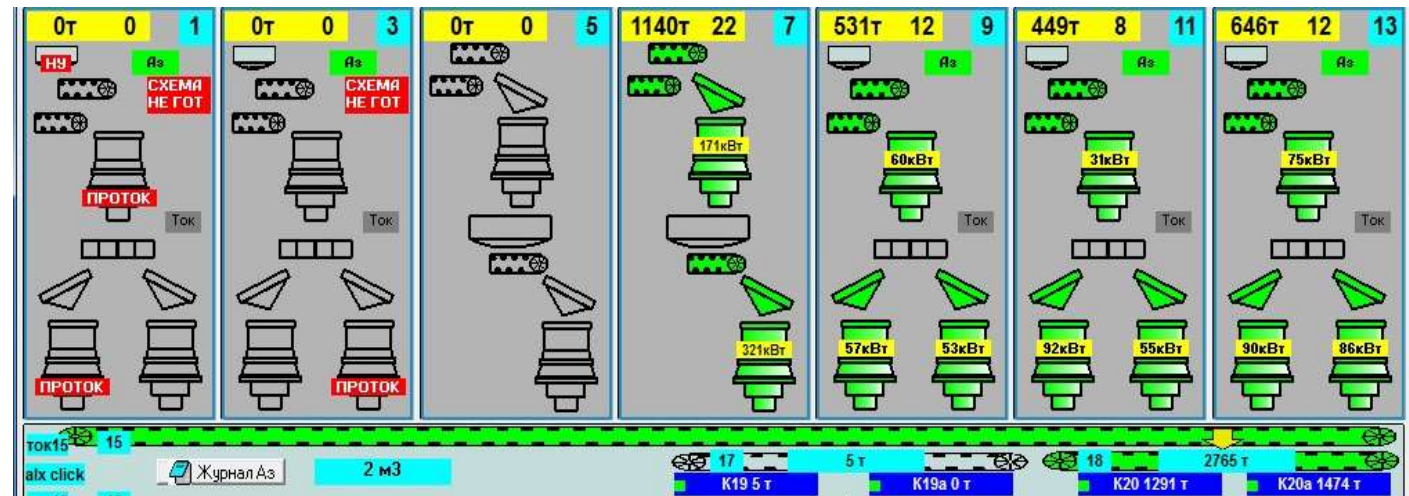 0т 0 1
НУ
Аз
СХЕМА
НЕ ГОТ
ПРОТОК
Ток
ПРОТОК
0т 0 3
Аз
СХЕМА
НЕ ГОТ
Ток
ПРОТОК
0т 0 5
1140т 22 7
171кВт
321кВт
531т 12 9
Аз
60кВт
Ток
57кВт 53кВт
449т 8 11
Аз
31кВт
Ток
92кВт 55кВт
646т 12 13
Аз
75кВт
Ток
90кВт 86кВт
ток15 15
alx click
Журнал Аз
2 м3
17 5 т
К19 5 т К19а 0 т
18 2765 т
К20 1291 т К20а 1474 т